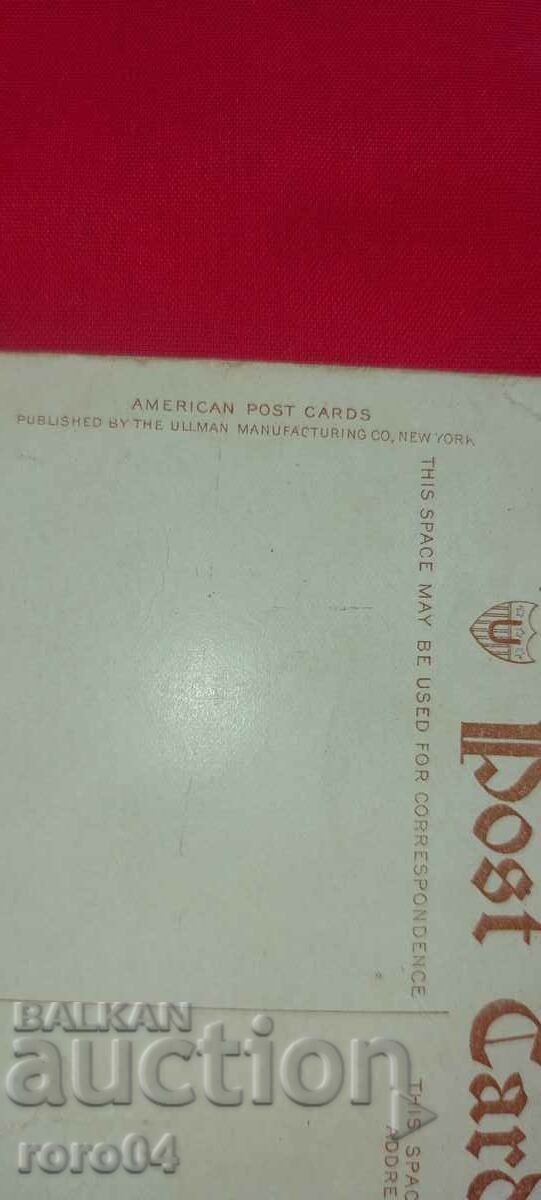 AMERICAN POST CARDS
PUBLISHED BY THE ULLMAN MANUFACTURING CO, NEW YORK
THIS SPACE MAY BE USED FOR CORRESPONDENCE
U
Post Card
THIS SPAC
ADDRE
BALKAN
auction
roro04